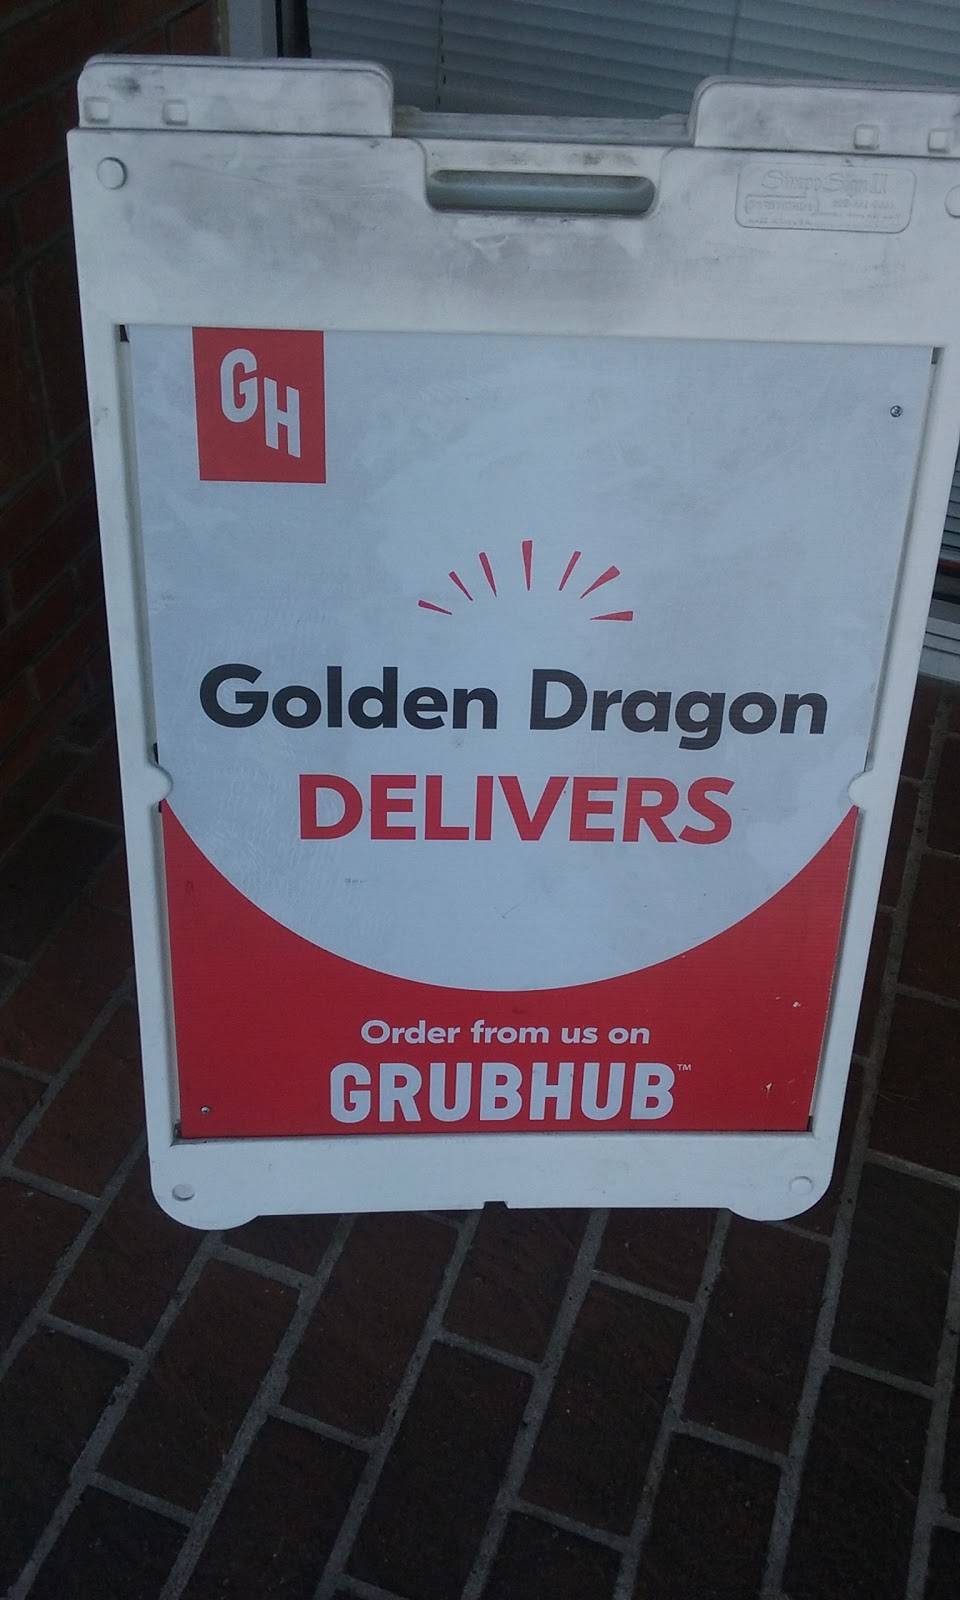 GH
Golden Dragon
DELIVERS
Order from us on
GRUBHUB™